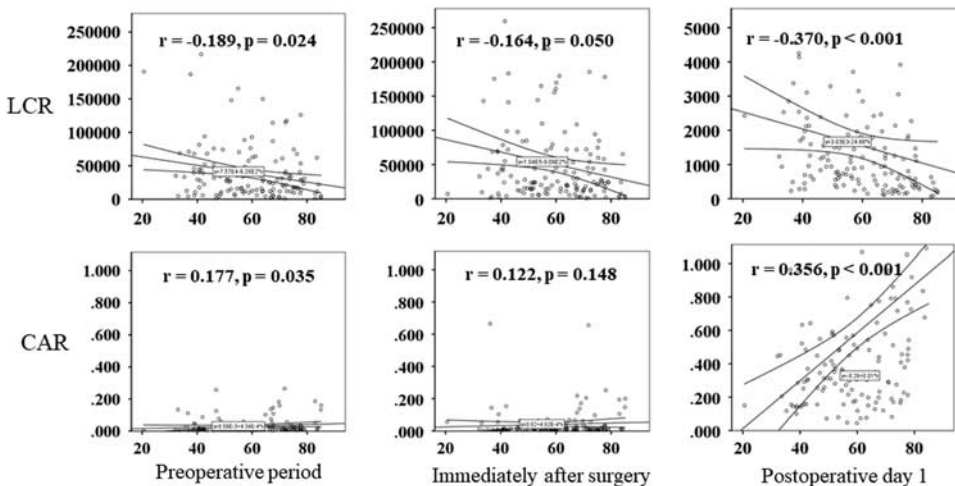 LCR
r = -0.189, p = 0.024
250000
200000
150000
100000
50000
0
20 40 60 80
r = -0.164, p = 0.050
250000
200000
150000
100000
50000
0
20 40 60 80
r = -0.370, p < 0.001
5000
4000
3000
2000
1000
0
20 40 60 80
CAR
r = 0.177, p = 0.035
1.000
.800
.600
.400
.200
.000
20 40 60 80
Preoperative period
r = 0.122, p = 0.148
1.000
.800
.600
.400
.200
.000
20 40 60 80
Immediately after surgery
r = 0.356, p < 0.001
1.000
.800
.600
.400
.200
.000
20 40 60 80
Postoperative day 1